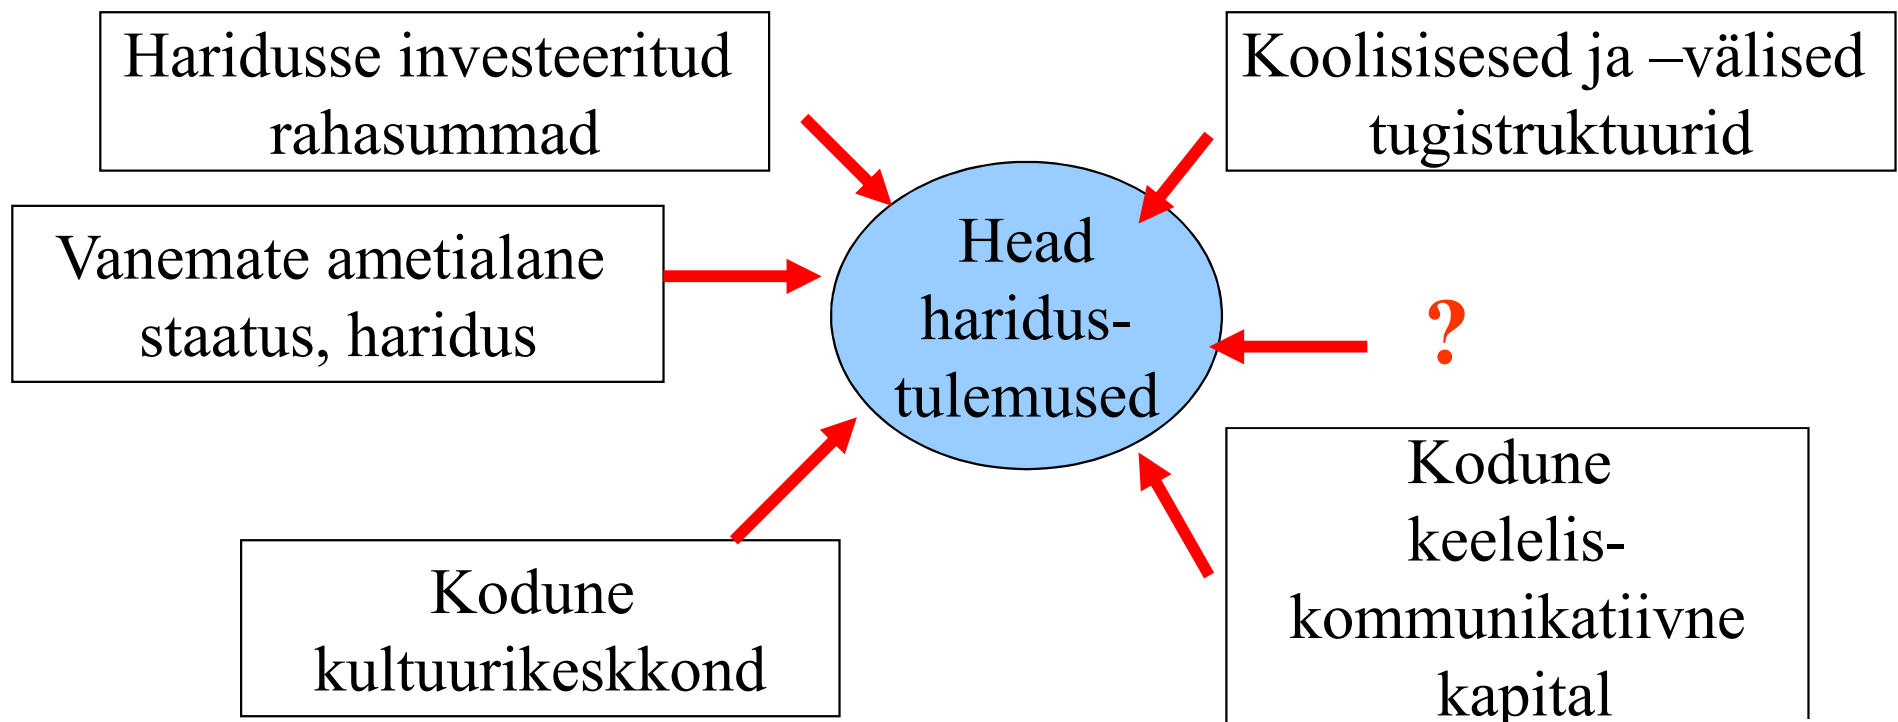 Haridusse investeeritud
rahasummad
Koolisisesed ja –välised
tugistruktuurid
Vanemate ametialane
staatus, haridus
Head
haridus-
tulemused
?
Kodune
kultuurikeskkond
Kodune
keelelis-
kommunikatiivne
kapital